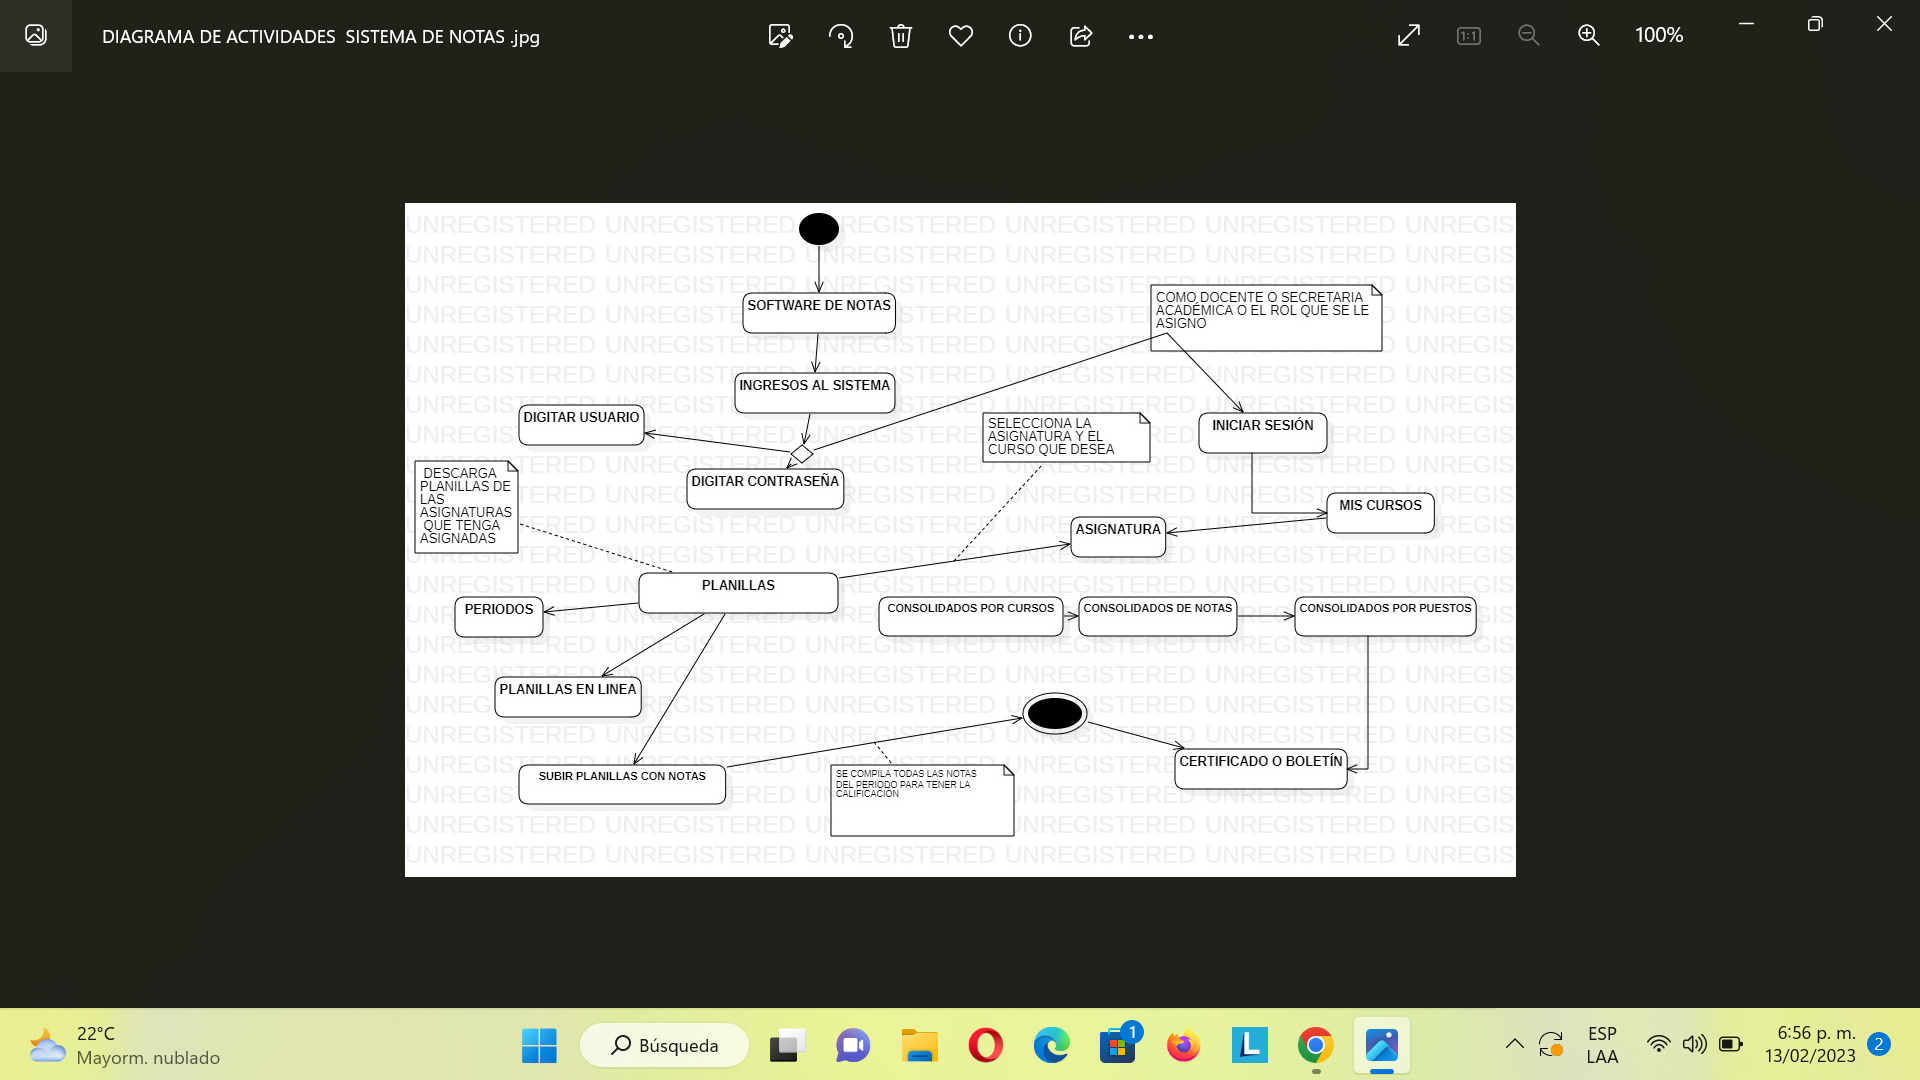 DIAGRAMA DE ACTIVIDADES  SISTEMA DE NOTAS .jpg
1:1
100%
UNREGISTERED UNREGISTERED UNREGISTERED UNREGISTERED UNREGISTERED UNREGIS
SOFTWARE DE NOTAS
COMO DOCENTE O SECRETARIA
ACADÉMICA O EL ROL QUE SE LE
ASIGNO
INGRESOS AL SISTEMA
DIGITAR USUARIO
SELECCIONA LA
ASIGNATURA Y EL
CURSO QUE DESEA
INICIAR SESIÓN
DESCARGA
PLANILLAS DE
LAS
ASIGNATURAS
QUE TENGA
ASIGNADAS
DIGITAR CONTRASEÑA
MIS CURSOS
ASIGNATURA
PLANILLAS
PERIODOS
CONSOLIDADOS POR CURSOS
CONSOLIDADOS DE NOTAS
CONSOLIDADOS POR PUESTOS
PLANILLAS EN LINEA
SUBIR PLANILLAS CON NOTAS
CERTIFICADO O BOLETÍN
SE COMPILA TODAS LAS NOTAS
DEL PERIODO PARA TENER LA
CALIFICACIÓN
22°C
Mayorm. nublado
Búsqueda
1
L
ESP
LAA
6:56 p. m.
13/02/2023
2